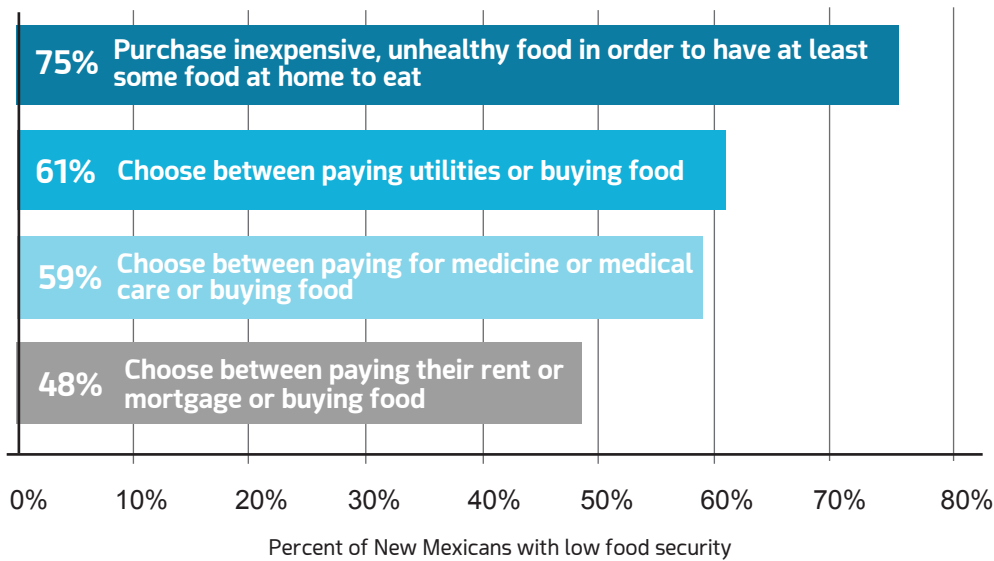 75%
Purchase inexpensive, unhealthy food in order to have at least
some food at home to eat
61%
Choose between paying utilities or buying food
59%
Choose between paying for medicine or medical
care or buying food
48%
Choose between paying their rent or
mortgage or buying food
0% 10% 20% 30% 40% 50% 60% 70% 80%
Percent of New Mexicans with low food security